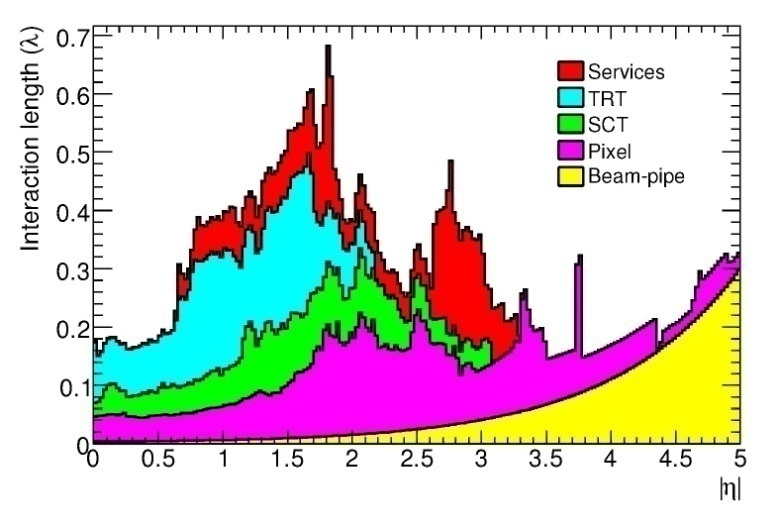 Interaction length (λ)
0.7
0.6
0.5
0.4
0.3
0.2
0.1
0
Services
TRT
SCT
Pixel
Beam-pipe
0 0.5 1 1.5 2 2.5 3 3.5 4 4.5 5
|η|